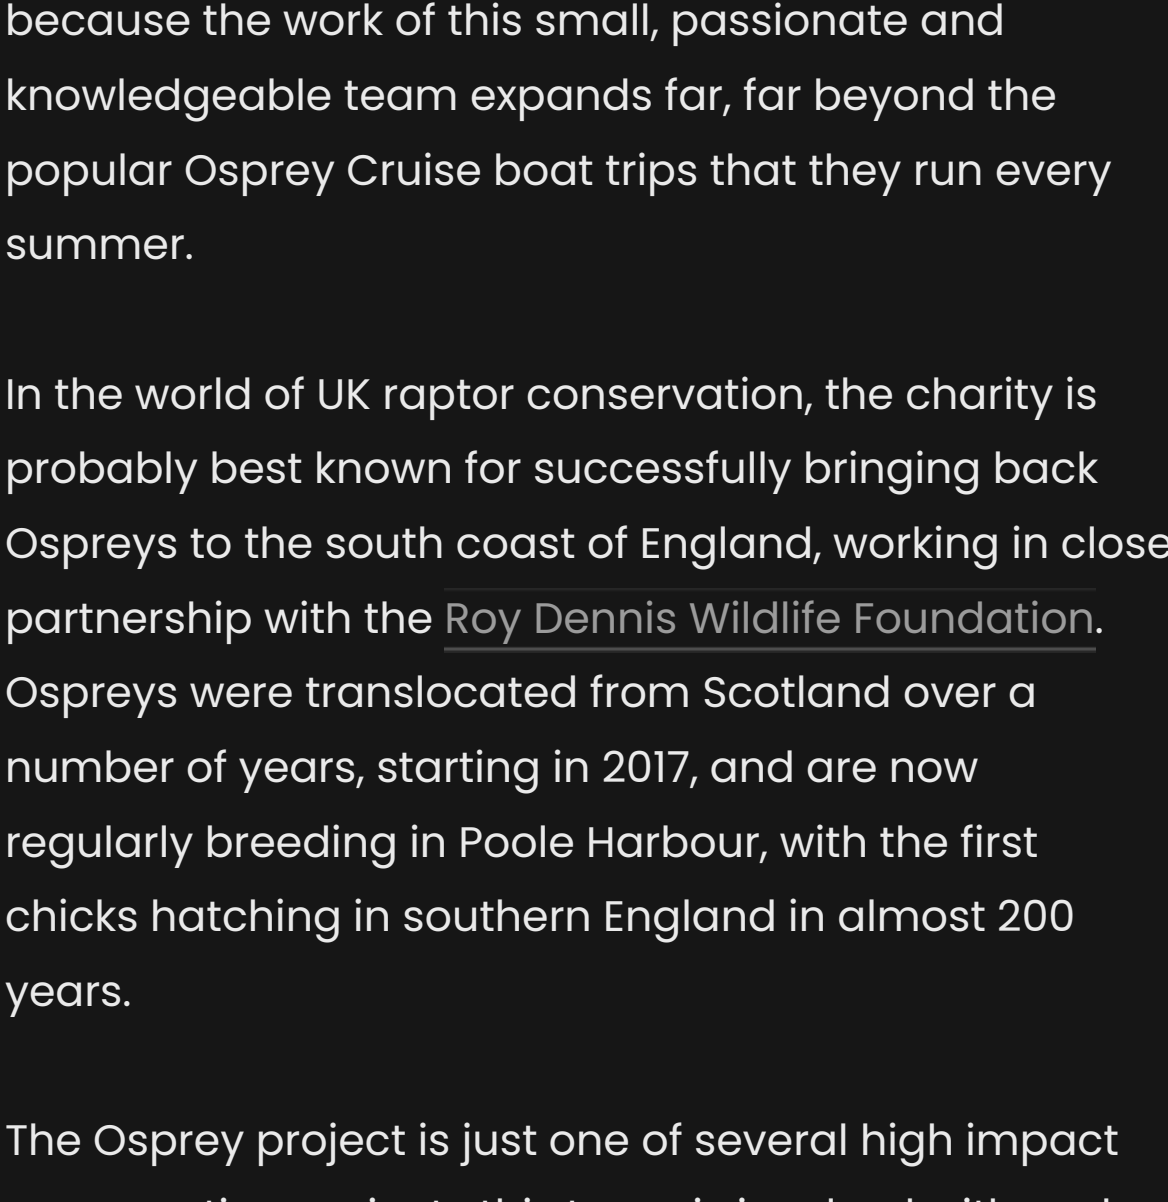 because the work of this small, passionate and
knowledgeable team expands far, far beyond the
popular Osprey Cruise boat trips that they run every
summer.
In the world of UK raptor conservation, the charity is
probably best known for successfully bringing back
Ospreys to the south coast of England, working in close
partnership with the Roy Dennis Wildlife Foundation.
Ospreys were translocated from Scotland over a
number of years, starting in 2017, and are now
regularly breeding in Poole Harbour, with the first
chicks hatching in southern England in almost 200
years.
The Osprey project is just one of several high impact